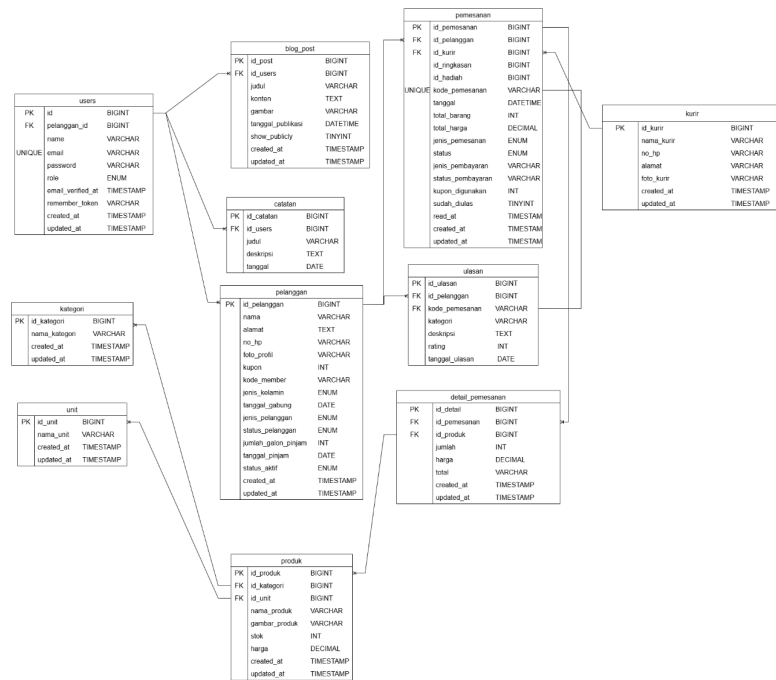 users
PK id BIGINT
FK pelanggan_id BIGINT
name VARCHAR
UNIQUE email VARCHAR
password VARCHAR
role ENUM
email_verified_at TIMESTAMP
remember_token VARCHAR
created_at TIMESTAMP
updated_at TIMESTAMP
blog_post
PK id_post BIGINT
FK id_users BIGINT
judul VARCHAR
konten TEXT
gambar VARCHAR
tanggal_publikasi DATETIME
show_publicly TINYINT
created_at TIMESTAMP
updated_at TIMESTAMP
pemesanan
PK id_pemesanan BIGINT
FK id_pelanggan BIGINT
FK id_kurir BIGINT
id_ringkasan BIGINT
id_hadiah BIGINT
UNIQUE kode_pemesanan VARCHAR
tanggal DATETIME
total_barang INT
total_harga DECIMAL
jenis_pemesanan ENUM
status ENUM
jenis_pembayaran VARCHAR
status_pembayaran VARCHAR
kupon_digunakan INT
sudah_diulas TINYINT
read_at TIMESTAM
created_at TIMESTAM
updated_at TIMESTAM
kurir
PK id_kurir BIGINT
nama_kurir VARCHAR
no_hp VARCHAR
alamat VARCHAR
foto_kurir VARCHAR
created_at TIMESTAMP
updated_at TIMESTAMP
catatan
PK id_catatan BIGINT
FK id_users BIGINT
judul VARCHAR
deskripsi TEXT
tanggal DATE
pelanggan
PK id_pelanggan BIGINT
nama VARCHAR
alamat TEXT
no_hp VARCHAR
foto_profil VARCHAR
kupon INT
kode_member VARCHAR
jenis_kelamin ENUM
tanggal_gabung DATE
jenis_pelanggan ENUM
status_pelanggan ENUM
jumlah_galon_pinjam INT
tanggal_pinjam DATE
status_aktif ENUM
created_at TIMESTAMP
updated_at TIMESTAMP
ulasan
PK id_ulasan BIGINT
FK id_pelanggan BIGINT
FK kode_pemesanan VARCHAR
kategori VARCHAR
deskripsi TEXT
rating INT
tanggal_ulasan DATE
kategori
PK id_kategori BIGINT
nama_kategori VARCHAR
created_at TIMESTAMP
updated_at TIMESTAMP
unit
PK id_unit BIGINT
nama_unit VARCHAR
created_at TIMESTAMP
updated_at TIMESTAMP
detail_pemesanan
PK id_detail BIGINT
FK id_pemesanan BIGINT
FK id_produk BIGINT
jumlah INT
harga DECIMAL
total VARCHAR
created_at TIMESTAMP
updated_at TIMESTAMP
produk
PK id_produk BIGINT
FK id_kategori BIGINT
FK id_unit BIGINT
nama_produk VARCHAR
gambar_produk VARCHAR
stok INT
harga DECIMAL
created_at TIMESTAMP
updated_at TIMESTAMP